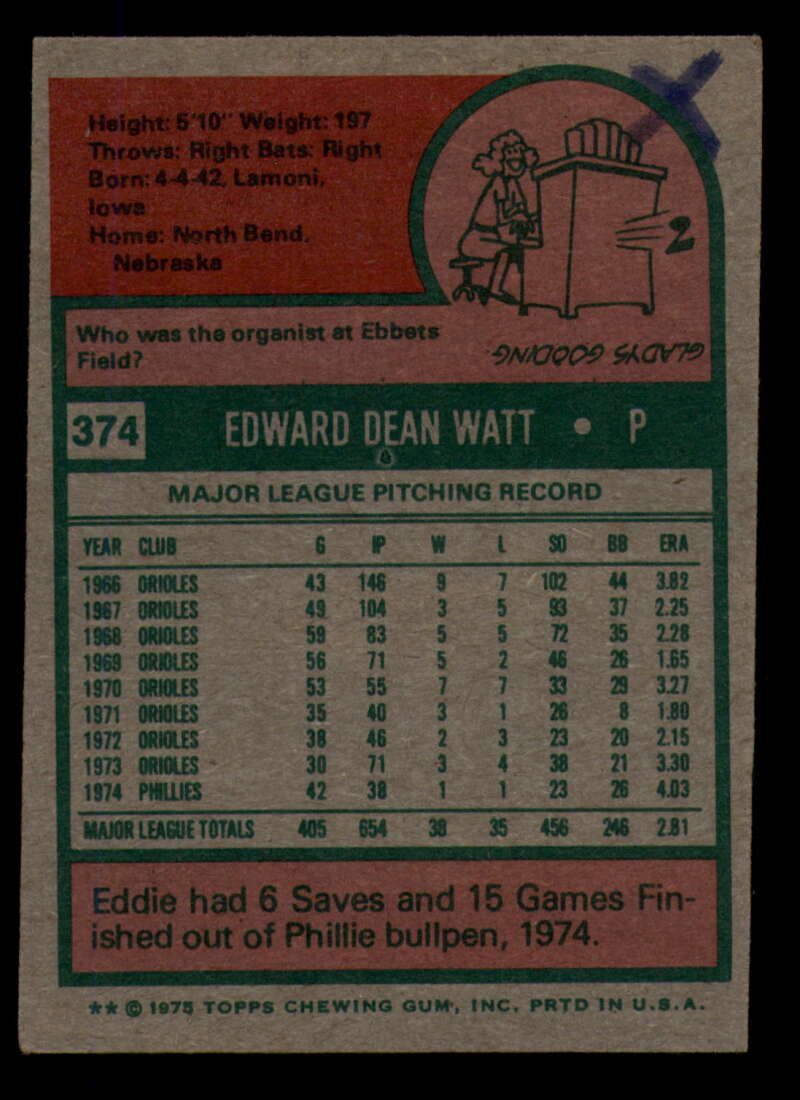 Height: 5'10" Weight: 197
Throws: Right Bats: Right
Born: 4-4-42, Lamoni,
Iowa
Home: North Bend,
Nebraska
2
Who was the organist at Ebbets
Field?
GLADYS GOODING.
374 EDWARD DEAN WATT • P
MAJOR LEAGUE PITCHING RECORD
YEAR CLUB G IP W L SO BB ERA
1966 ORIOLES 43 146 9 7 102 44 3.82
1967 ORIOLES 49 104 3 5 93 37 2.25
1968 ORIOLES 59 83 5 5 72 35 2.28
1969 ORIOLES 56 71 5 2 46 26 1.65
1970 ORIOLES 53 55 7 7 33 29 3.27
1971 ORIOLES 35 40 3 1 26 8 1.80
1972 ORIOLES 38 46 2 3 23 20 2.15
1973 ORIOLES 30 71 3 4 38 21 3.30
1974 PHILLIES 42 38 1 1 23 26 4.03
MAJOR LEAGUE TOTALS 405 654 38 35 456 246 2.81
Eddie had 6 Saves and 15 Games Fin-
ished out of Phillie bullpen, 1974.
** © 1975 TOPPS CHEWING GUM, INC. PRTD IN U.S.A.